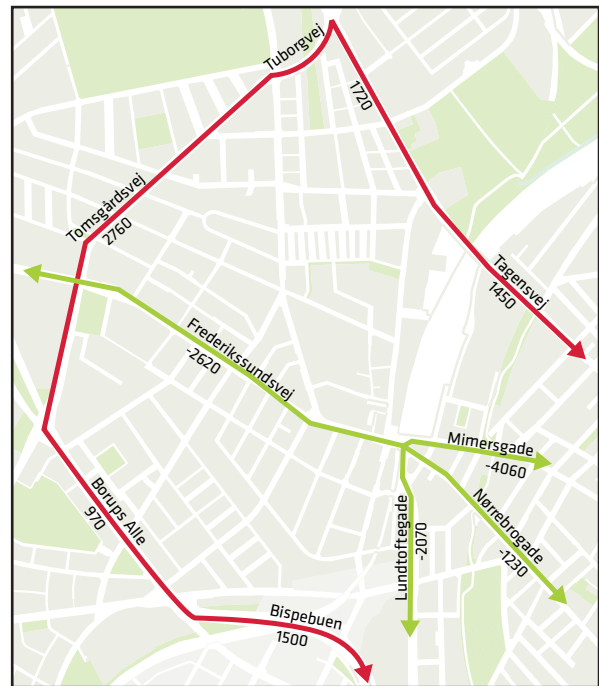 Tuborgvej
1720
Tomsgårdsvej
2760
Tagensvej
1450
Frederikssundsvej
-2620
Mimersgade
-4060
Nørrebrogade
-1230
Lundtoftegade
-2070
Borups Alle
970
Bispebuen
1500